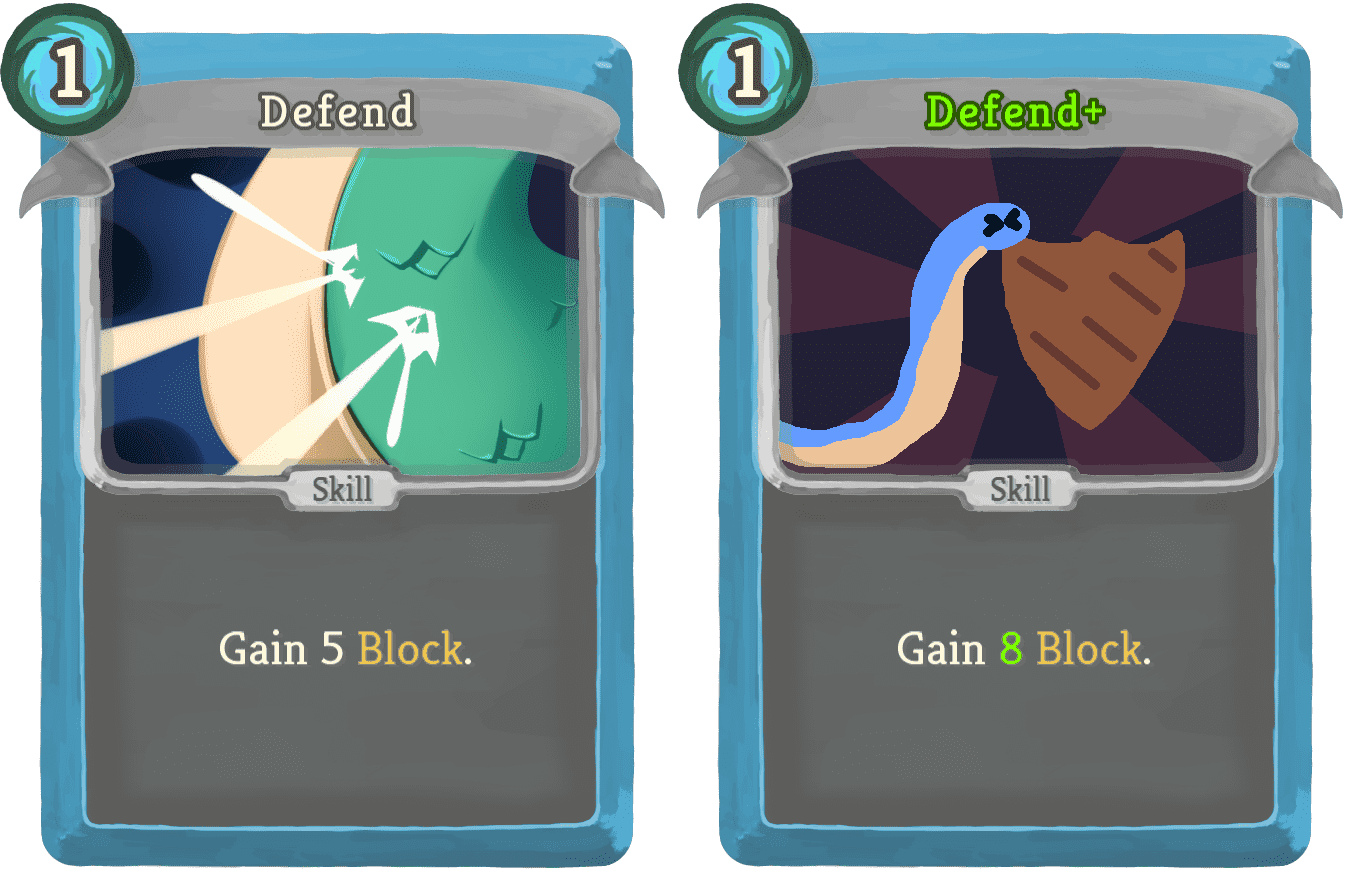 1
Defend
Skill
Gain 5 Block.
1
Defend+
Skill
Gain 8 Block.